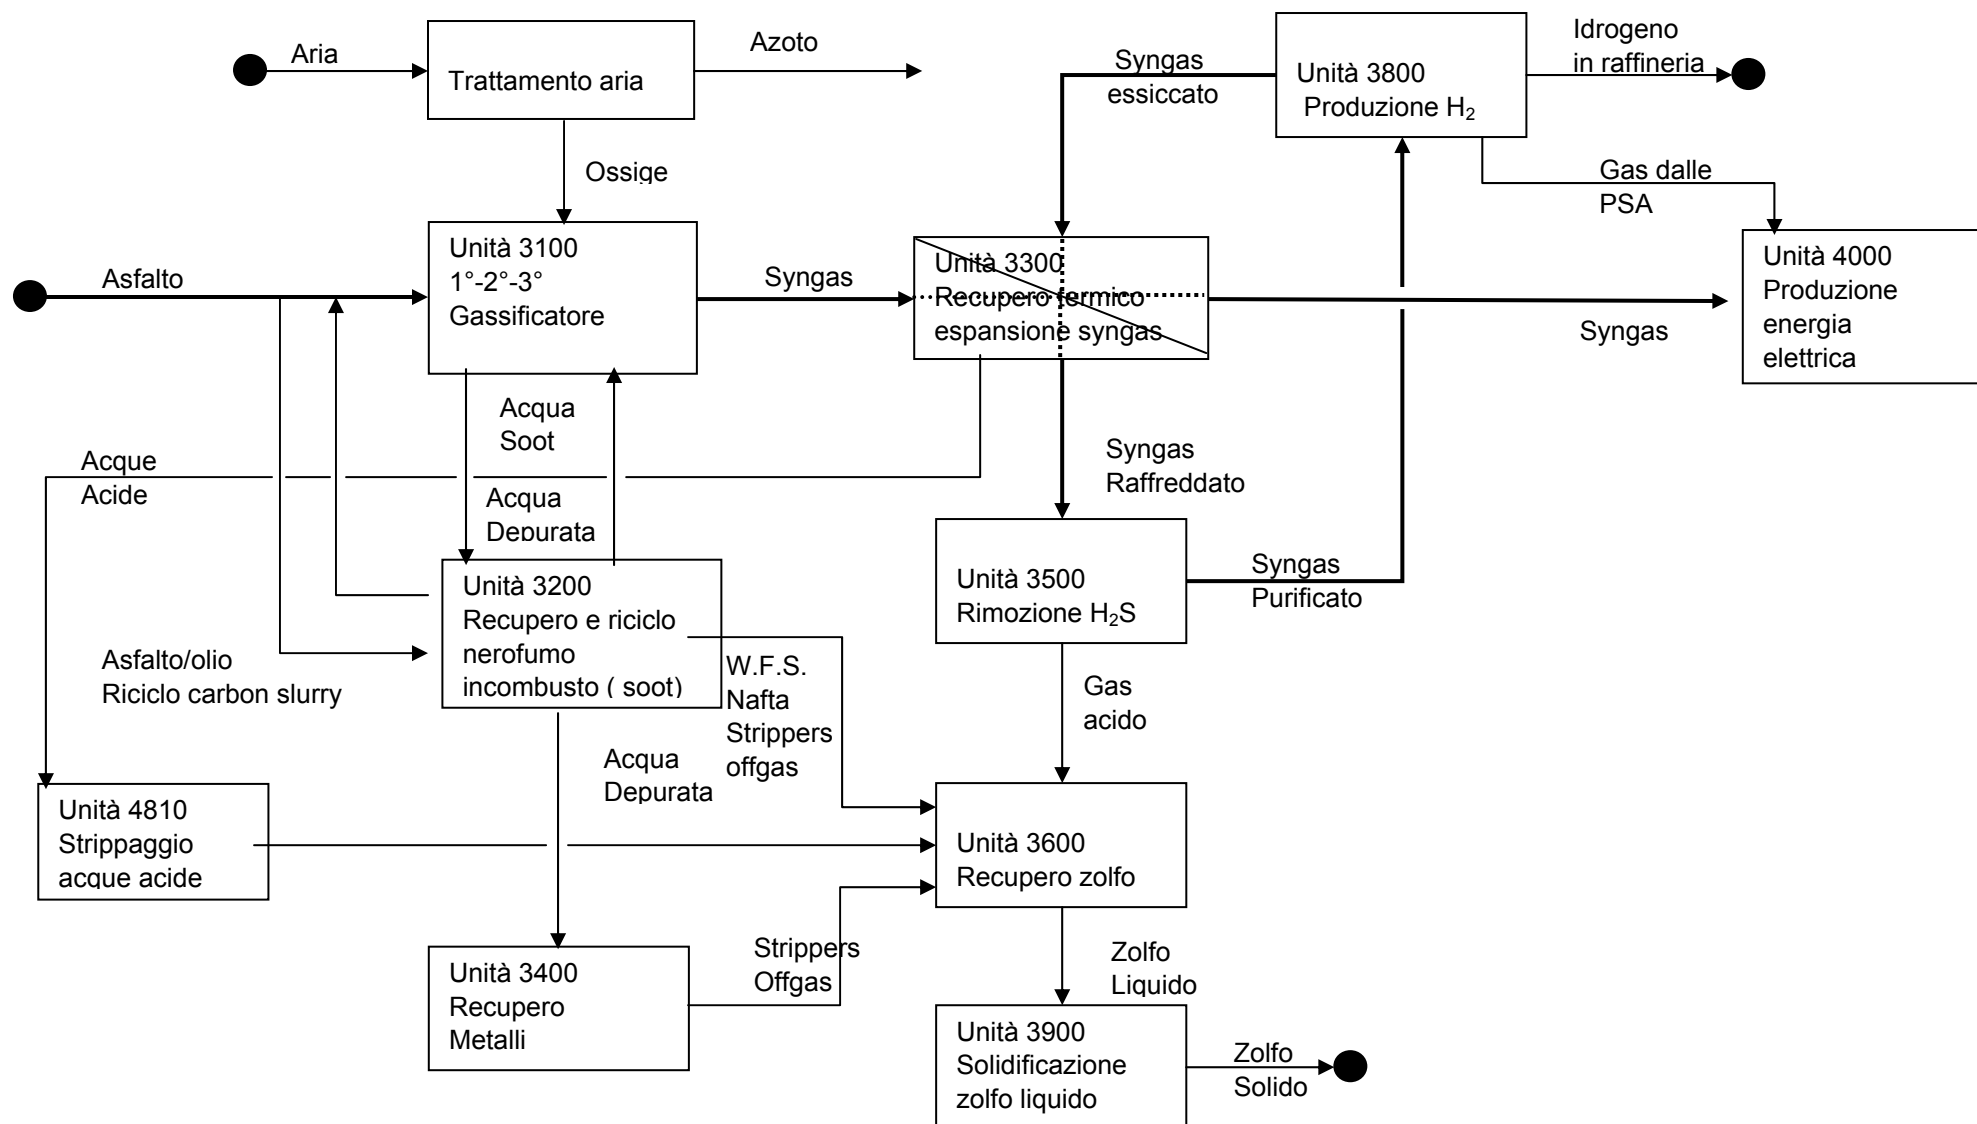 Aria
Trattamento aria
Azoto
Ossige
Syngas
essiccato
Unità 3800
Produzione H₂
Idrogeno
in raffineria
Gas dalle
PSA
Asfalto
Unità 3100
1°-2°-3°
Gassificatore
Syngas
Unità 3300
Recupero termico
espansione syngas
Syngas
Unità 4000
Produzione
energia
elettrica
Acqua
Soot
Acque
Acide
Acqua
Depurata
Syngas
Raffreddato
Unità 3200
Recupero e riciclo
nerofumo
incombusto ( soot)
Unità 3500
Rimozione H₂S
Syngas
Purificato
Asfalto/olio
Riciclo carbon slurry
W.F.S.
Nafta
Strippers
offgas
Gas
acido
Acqua
Depurata
Unità 4810
Strippaggio
acque acide
Unità 3600
Recupero zolfo
Unità 3400
Recupero
Metalli
Strippers
Offgas
Zolfo
Liquido
Unità 3900
Solidificazione
zolfo liquido
Zolfo
Solido